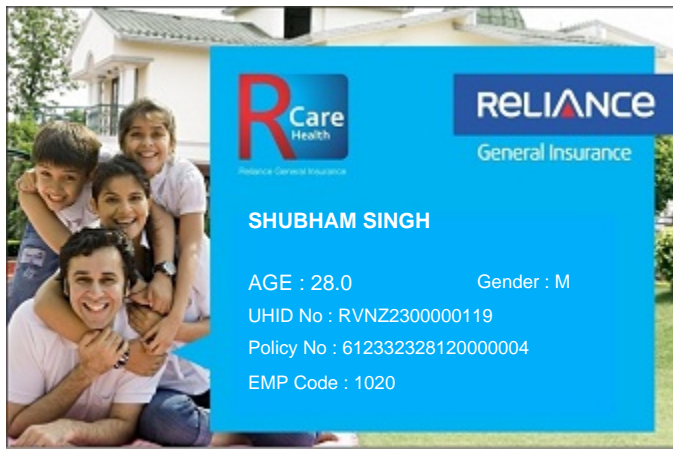 R Care
Health
Reliance General Insurance
RELIANCE
General Insurance
SHUBHAM SINGH
AGE : 28.0 Gender : M
UHID No : RVNZ2300000119
Policy No : 612332328120000004
EMP Code : 1020